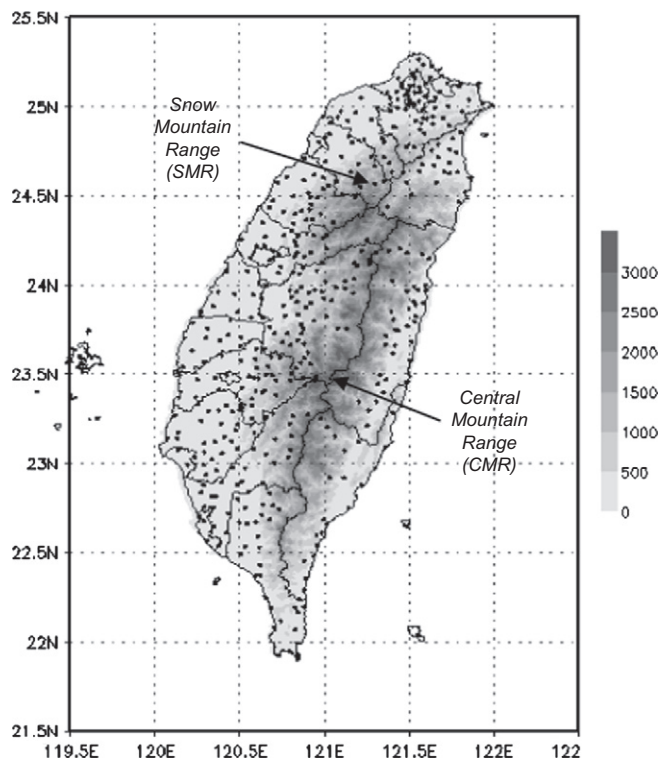 25.5N
25N
24.5N
24N
23.5N
23N
22.5N
22N
21.5N
Snow
Mountain
Range
(SMR)
Central
Mountain
Range
(CMR)
3000
2500
2000
1500
1000
500
0
119.5E 120E 120.5E 121E 121.5E 122E 122